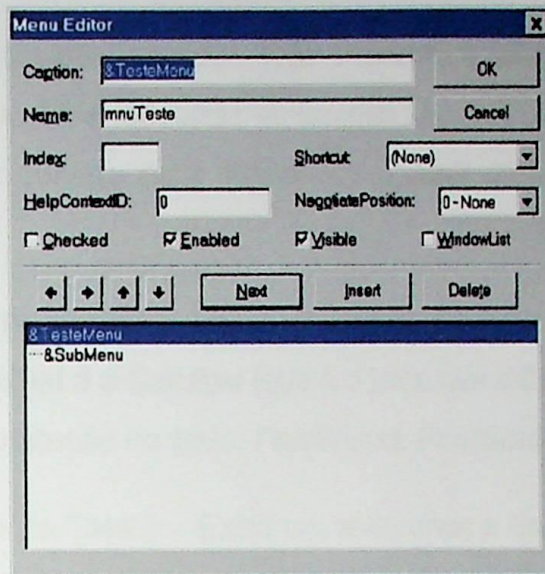 Menu Editor
Caption: &TesteMenu OK
Name: mnuTeste Cancel
Index: Shortcut: (None)
HelpContextID: 0 NegotiatePosition: 0 - None
Checked Enabled Visible WindowList
Next Insert Delete
&TesteMenu
···&SubMenu